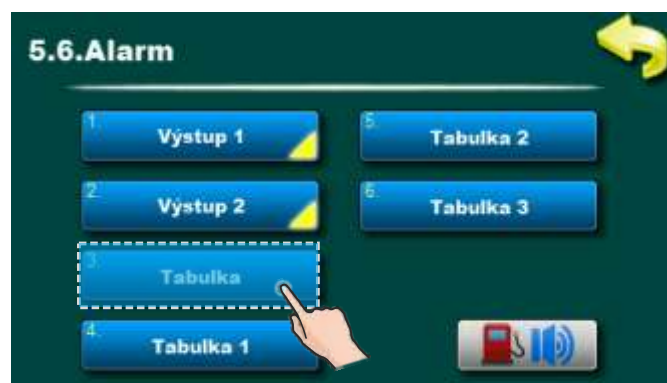 5.6.Alarm
1. Výstup 1
2. Výstup 2
3. Tabulka
4. Tabulka 1
5. Tabulka 2
6. Tabulka 3